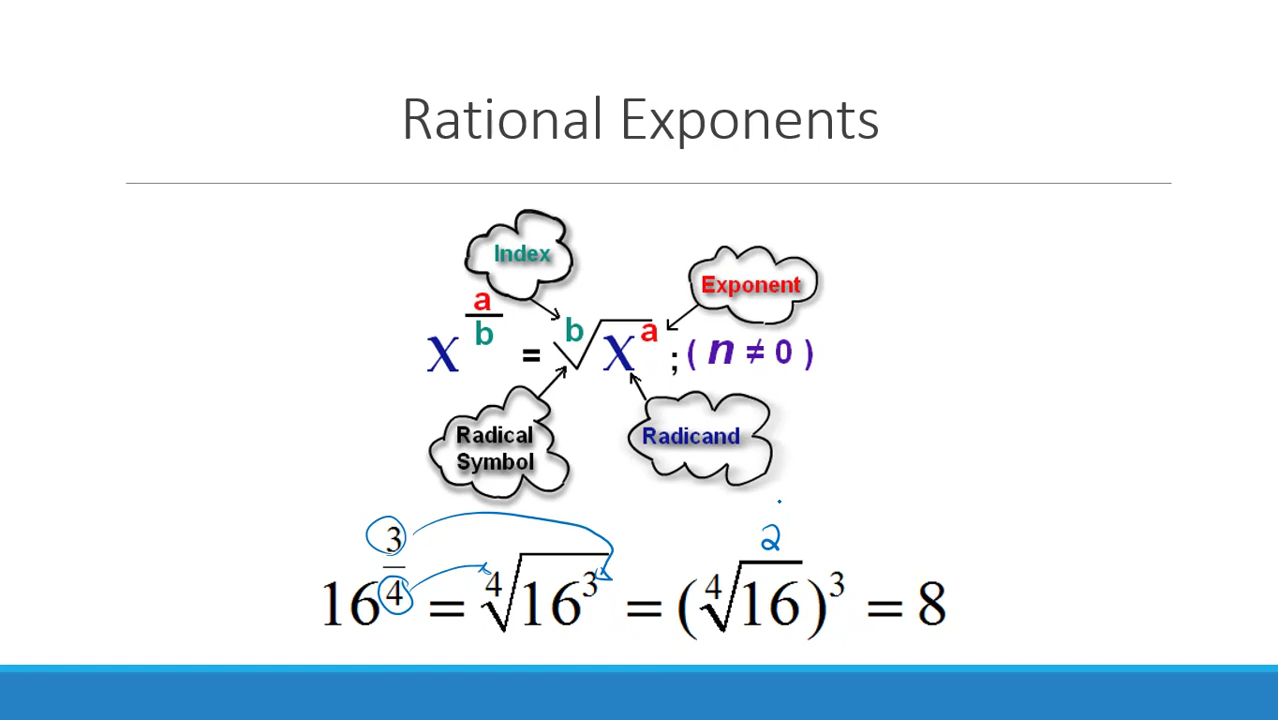 Rational Exponents
Index
Exponent
x^(a/b) = ᵇ√(x^a) ; ( n ≠ 0 )
Radical
Symbol
Radicand
2
16^(3/4) = ⁴√(16³) = (⁴√16)³ = 8